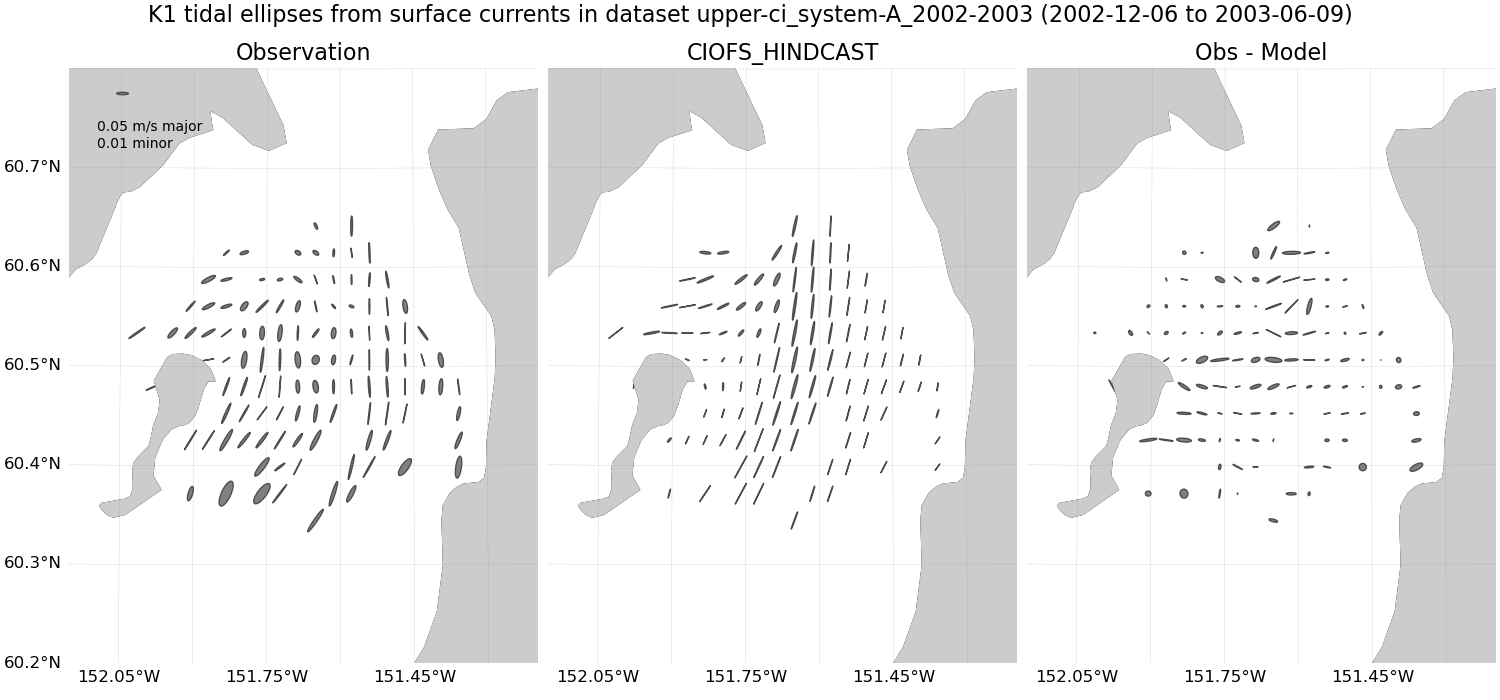 K1 tidal ellipses from surface currents in dataset upper-ci_system-A_2002-2003 (2002-12-06 to 2003-06-09)
Observation
CIOFS_HINDCAST
Obs - Model
0.05 m/s major
0.01 minor
60.7°N
60.6°N
60.5°N
60.4°N
60.3°N
60.2°N
152.05°W 151.75°W 151.45°W
152.05°W 151.75°W 151.45°W
152.05°W 151.75°W 151.45°W